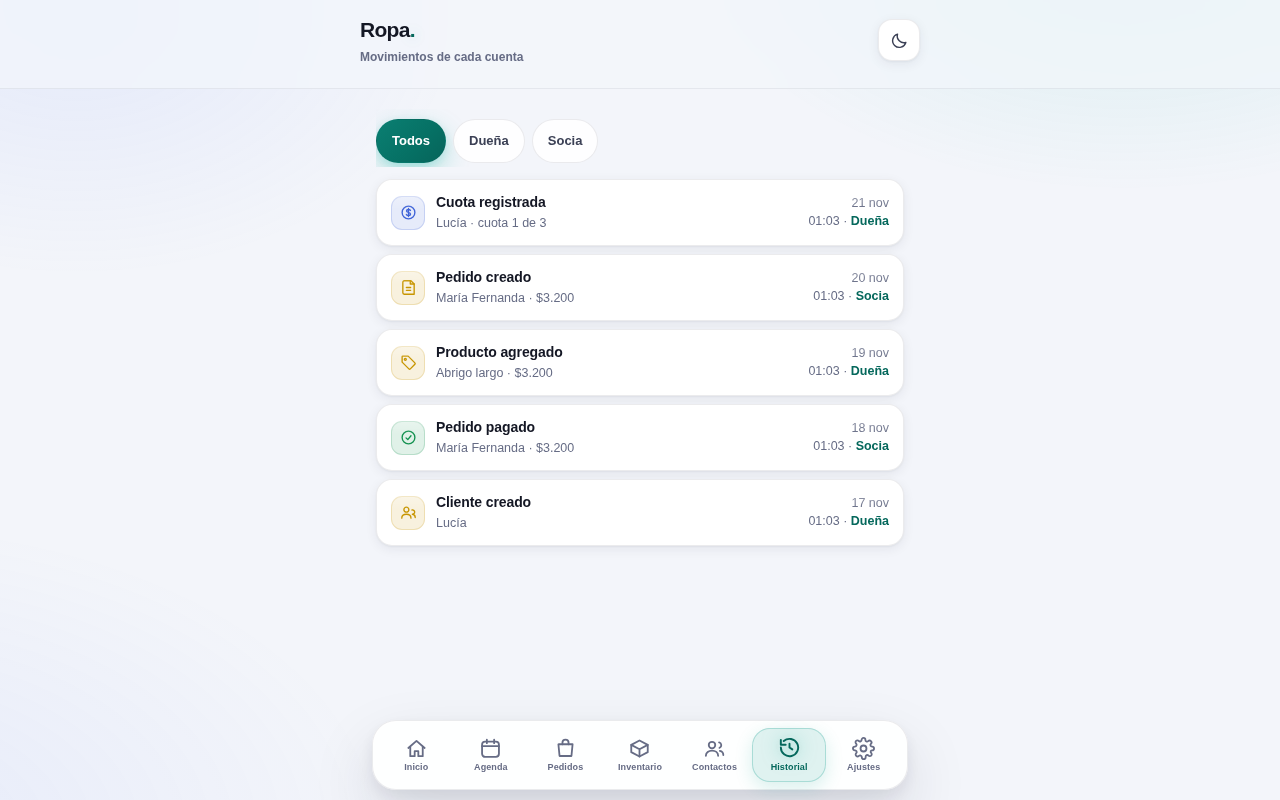 Ropa.
Movimientos de cada cuenta
Todos
Dueña
Socia
Cuota registrada
21 nov
Lucía · cuota 1 de 3
01:03 · Dueña
Pedido creado
20 nov
María Fernanda · $3.200
01:03 · Socia
Producto agregado
19 nov
Abrigo largo · $3.200
01:03 · Dueña
Pedido pagado
18 nov
María Fernanda · $3.200
01:03 · Socia
Cliente creado
17 nov
Lucía
01:03 · Dueña
Inicio
Agenda
Pedidos
Inventario
Contactos
Historial
Ajustes